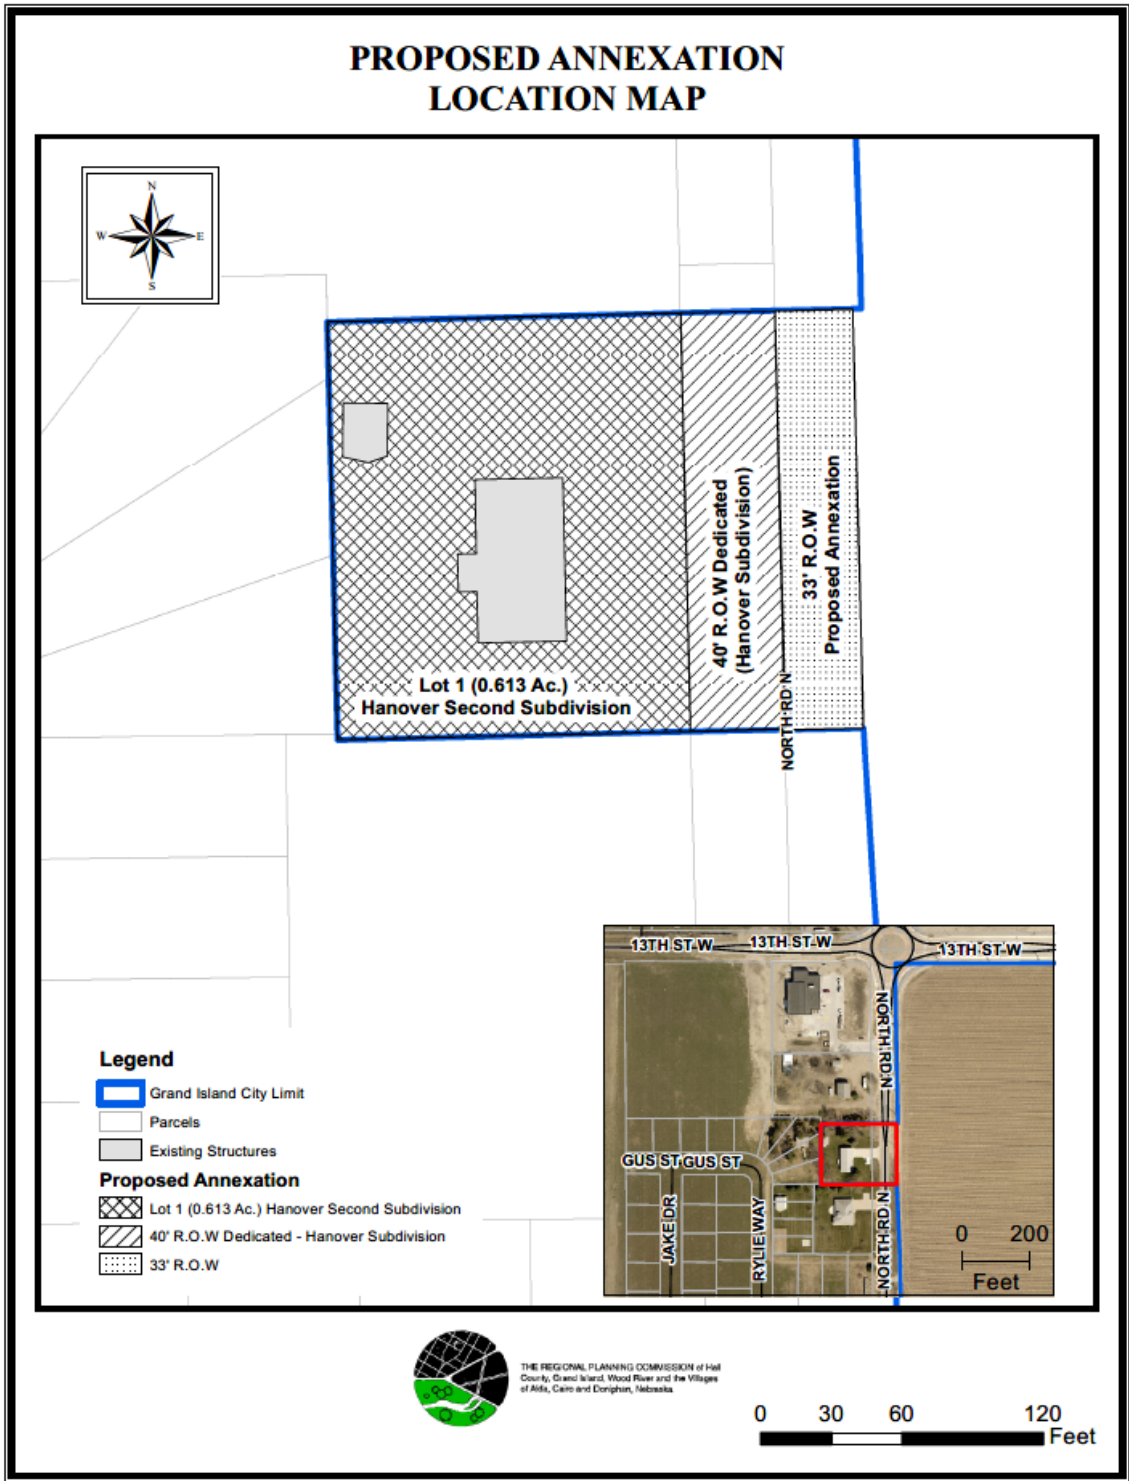 PROPOSED ANNEXATION
LOCATION MAP
N
W
E
S
40' R.O.W Dedicated
(Hanover Subdivision)
33' R.O.W
Proposed Annexation
Lot 1 (0.613 Ac.)
Hanover Second Subdivision
NORTH RD N
13TH ST W
13TH ST W
13TH ST W
NORTH RD N
GUS ST
GUS ST
JAKE DR
RYLIE WAY
NORTH RD N
0 200
Feet
Legend
Grand Island City Limit
Parcels
Existing Structures
Proposed Annexation
Lot 1 (0.613 Ac.) Hanover Second Subdivision
40' R.O.W Dedicated - Hanover Subdivision
33' R.O.W
THE REGIONAL PLANNING COMMISSION of Hall
County, Grand Island, Wood River and the Villages
of Alda, Cairo and Doniphan, Nebraska
0 30 60 120
Feet